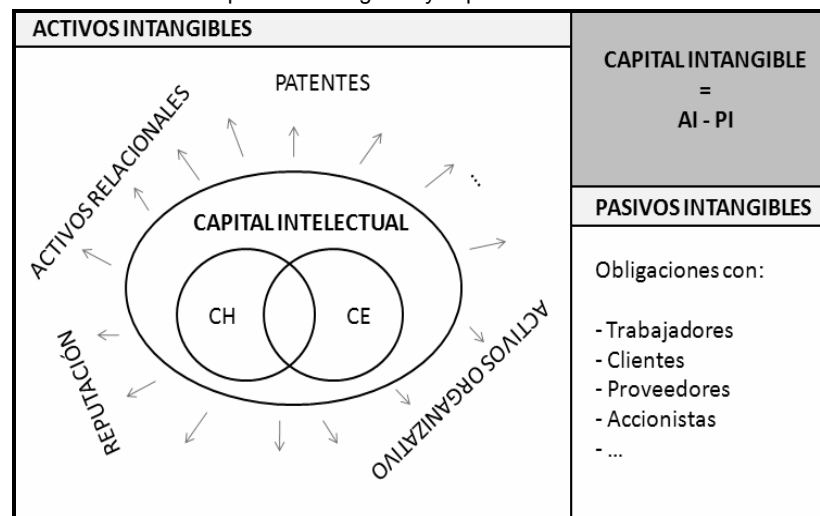 ACTIVOS INTANGIBLES
PATENTES
ACTIVOS RELACIONALES
...
CAPITAL INTELECTUAL
CH
CE
REPUTACIÓN
ACTIVOS ORGANIZATIVO
CAPITAL INTANGIBLE
=
AI - PI
PASIVOS INTANGIBLES
Obligaciones con:
- Trabajadores
- Clientes
- Proveedores
- Accionistas
- ...